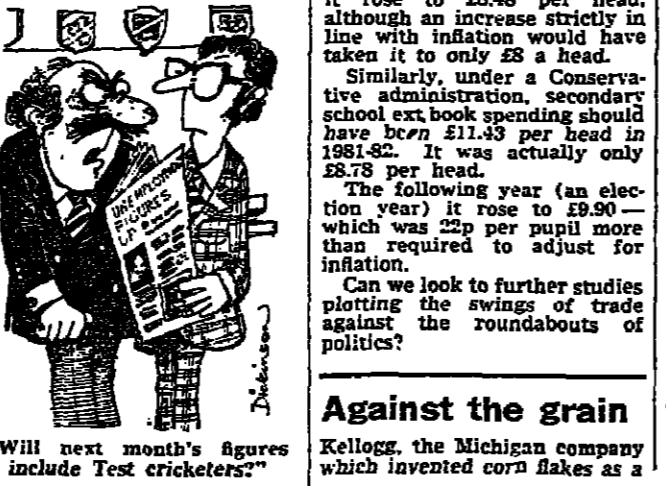 UNEMPLOYMENT
FIGURES
UP
Dickinson
Will next month's figures
include Test cricketers?"
it rose to £8.48 per head,
although an increase strictly in
line with inflation would have
taken it to only £8 a head.
Similarly, under a Conserva-
tive administration, secondary
school ext book spending should
have been £11.43 per head in
1981-82. It was actually only
£8.78 per head.
The following year (an elec-
tion year) it rose to £9.90 —
which was 22p per pupil more
than required to adjust for
inflation.
Can we look to further studies
plotting the swings of trade
against the roundabouts of
politics?
Against the grain
Kellogg, the Michigan company
which invented corn flakes as a